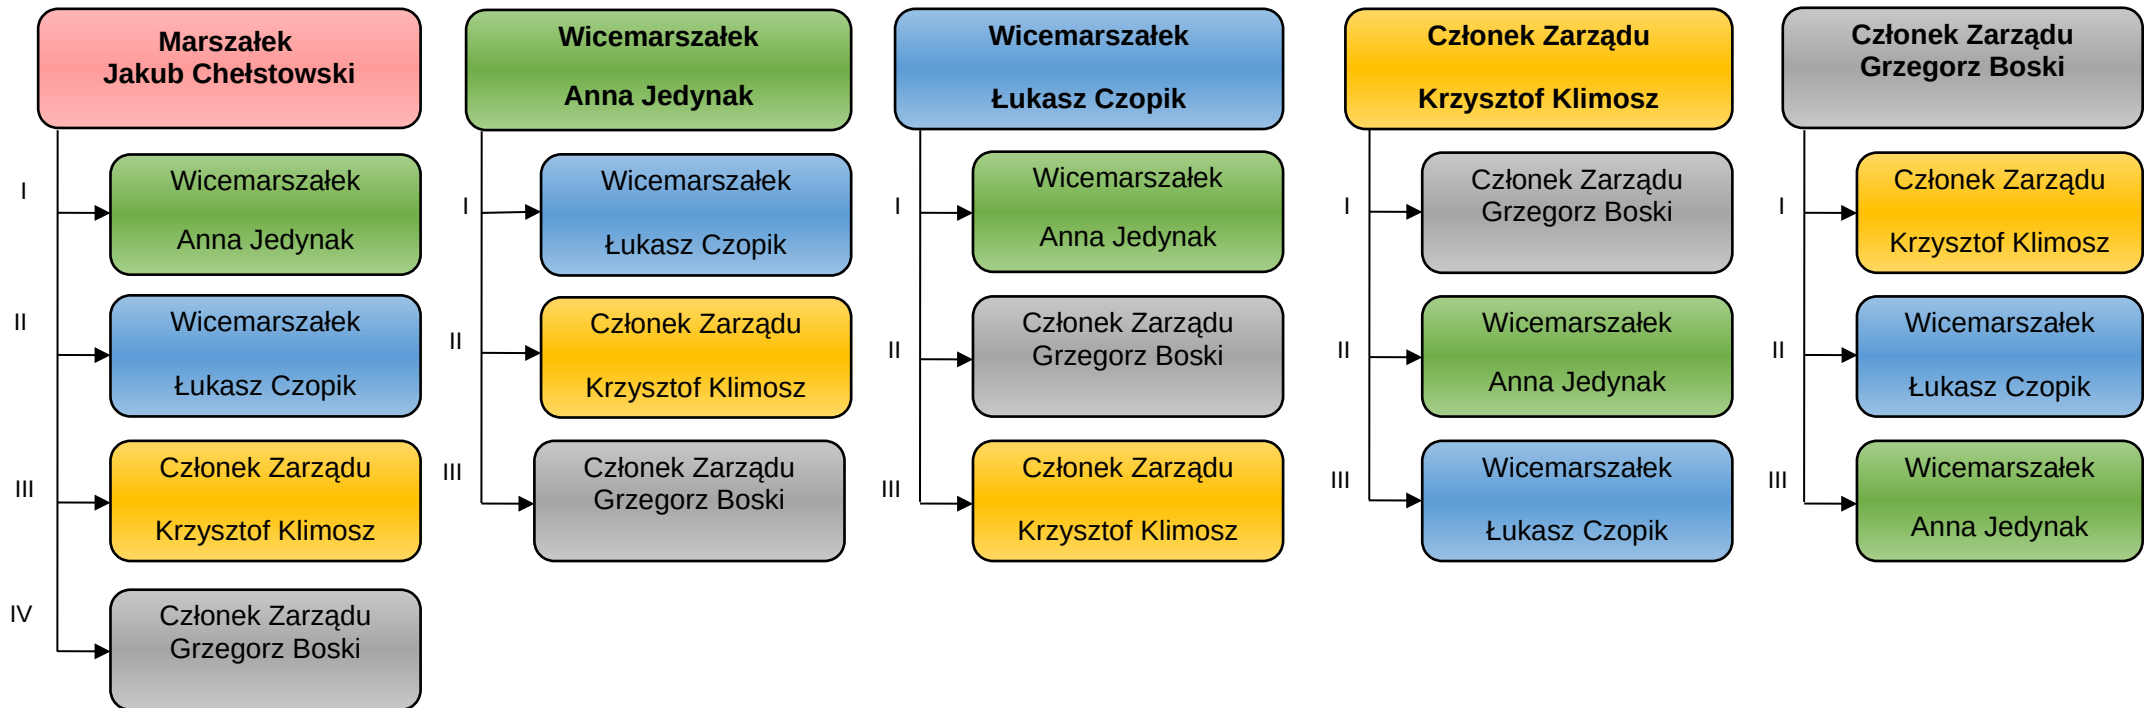 Marszałek
Jakub Chełstowski
I
Wicemarszałek
Anna Jedynak
II
Wicemarszałek
Łukasz Czopik
III
Członek Zarządu
Krzysztof Klimosz
IV
Członek Zarządu
Grzegorz Boski
Wicemarszałek
Anna Jedynak
I
Wicemarszałek
Łukasz Czopik
II
Członek Zarządu
Krzysztof Klimosz
III
Członek Zarządu
Grzegorz Boski
Wicemarszałek
Łukasz Czopik
I
Wicemarszałek
Anna Jedynak
II
Członek Zarządu
Grzegorz Boski
III
Członek Zarządu
Krzysztof Klimosz
Członek Zarządu
Krzysztof Klimosz
I
Członek Zarządu
Grzegorz Boski
II
Wicemarszałek
Anna Jedynak
III
Wicemarszałek
Łukasz Czopik
Członek Zarządu
Grzegorz Boski
I
Członek Zarządu
Krzysztof Klimosz
II
Wicemarszałek
Łukasz Czopik
III
Wicemarszałek
Anna Jedynak